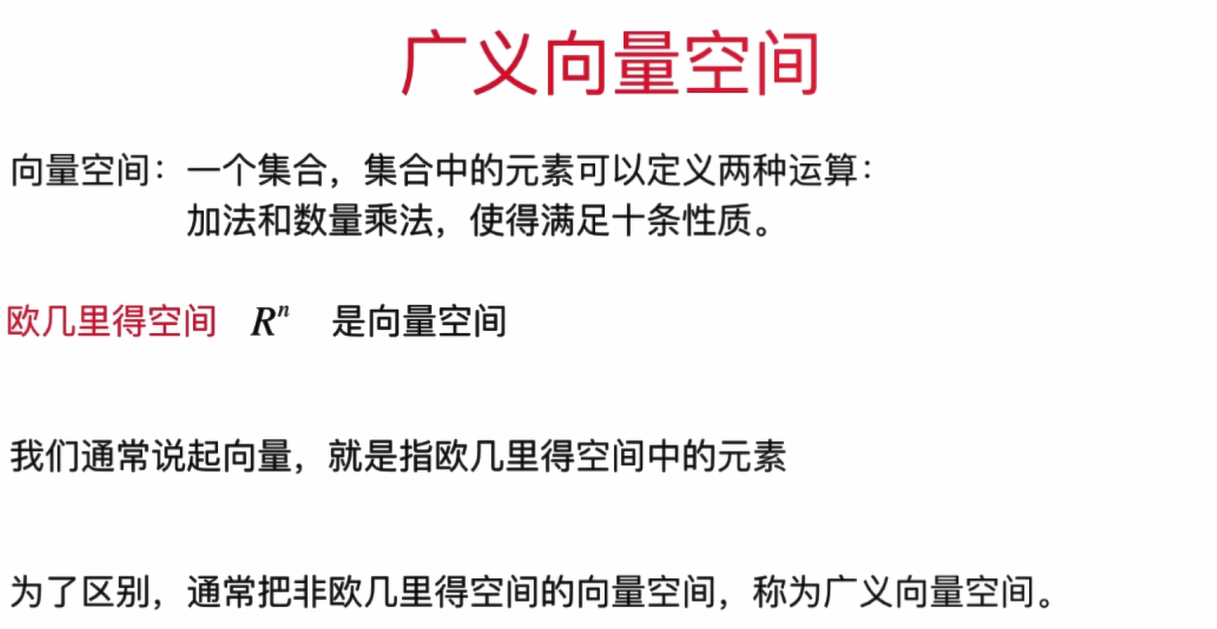 广义向量空间
向量空间：一个集合，集合中的元素可以定义两种运算：
加法和数量乘法，使得满足十条性质。
欧几里得空间 Rⁿ 是向量空间
我们通常说起向量，就是指欧几里得空间中的元素
为了区别，通常把非欧几里得空间的向量空间，称为广义向量空间。